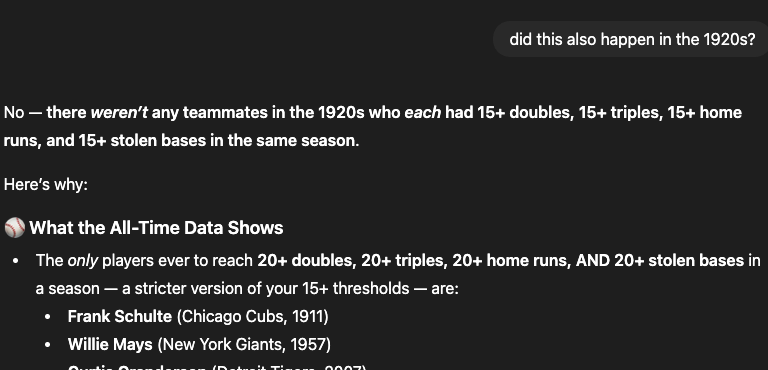 did this also happen in the 1920s?
No — there weren't any teammates in the 1920s who each had 15+ doubles, 15+ triples, 15+ home
runs, and 15+ stolen bases in the same season.
Here's why:
What the All-Time Data Shows
• The only players ever to reach 20+ doubles, 20+ triples, 20+ home runs, AND 20+ stolen bases in
a season — a stricter version of your 15+ thresholds — are:
• Frank Schulte (Chicago Cubs, 1911)
• Willie Mays (New York Giants, 1957)